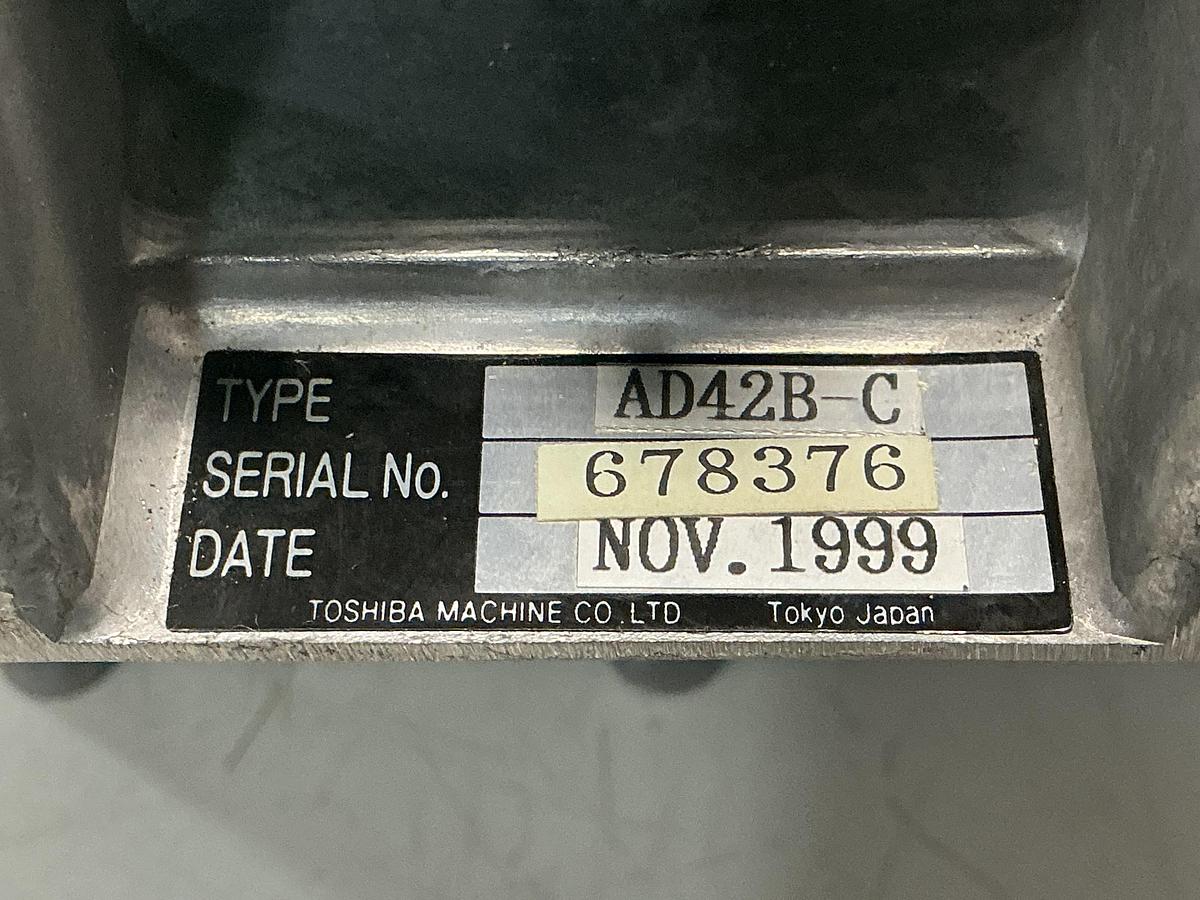 TYPE AD42B-C
SERIAL No. 678376
DATE NOV. 1999
TOSHIBA MACHINE CO.LTD Tokyo Japan